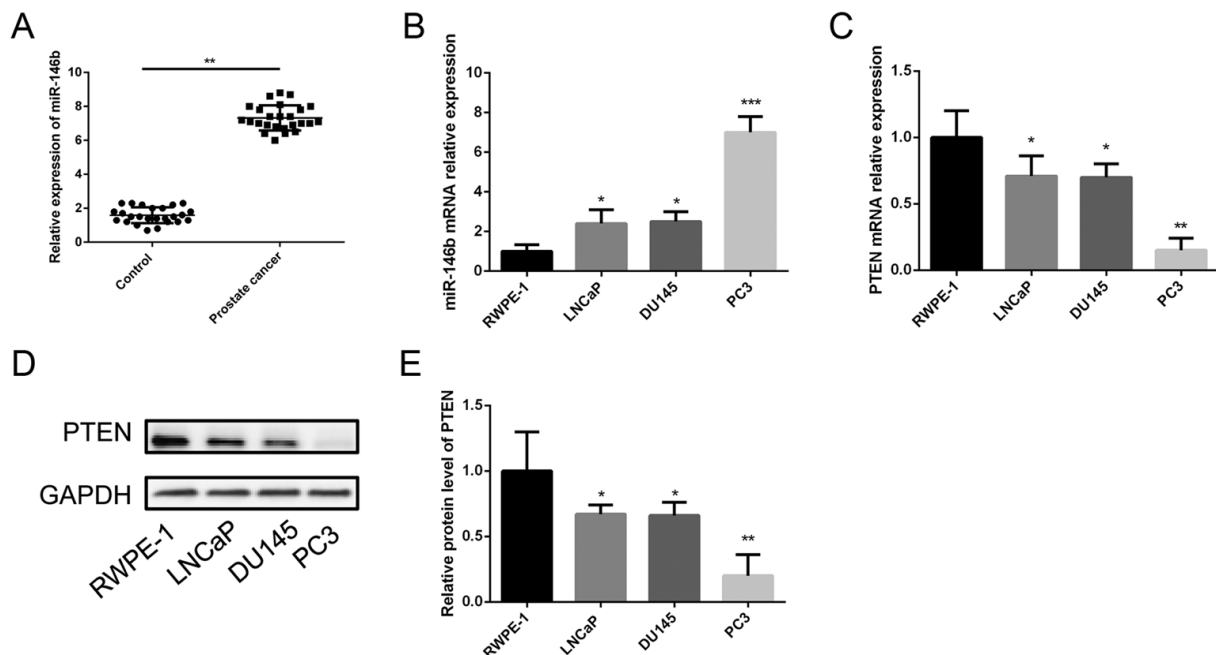 A
Relative expression of miR-146b
10
8
6
4
2
0
**
Control
Prostate cancer
B
miR-146b mRNA relative expression
10
8
6
4
2
0
*
*
***
RWPE-1
LNCaP
DU145
PC3
C
PTEN mRNA relative expression
1.5
1.0
0.5
0.0
*
*
**
RWPE-1
LNCaP
DU145
PC3
D
PTEN
GAPDH
RWPE-1
LNCaP
DU145
PC3
E
Relative protein level of PTEN
1.5
1.0
0.5
0.0
*
*
**
RWPE-1
LNCaP
DU145
PC3